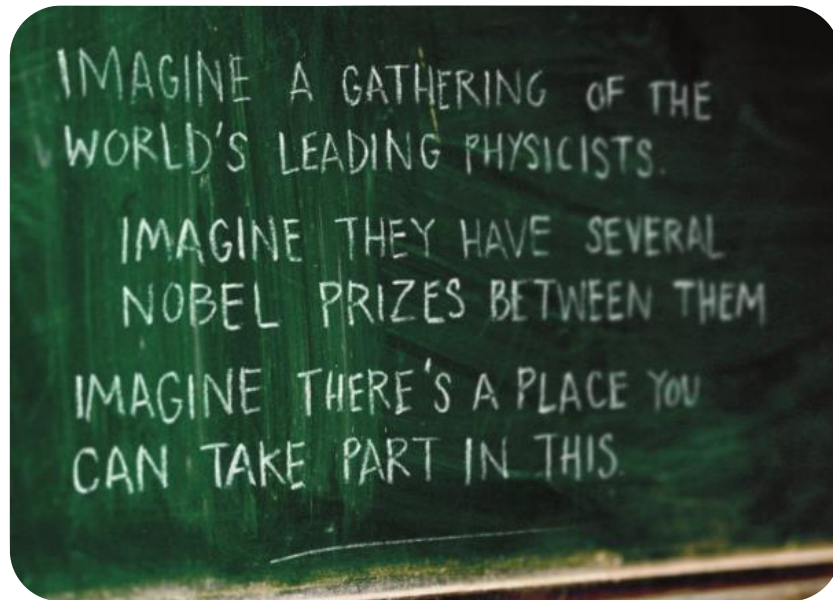 IMAGINE A GATHERING OF THE
WORLD'S LEADING PHYSICISTS.
IMAGINE THEY HAVE SEVERAL
NOBEL PRIZES BETWEEN THEM
IMAGINE THERE'S A PLACE YOU
CAN TAKE PART IN THIS.